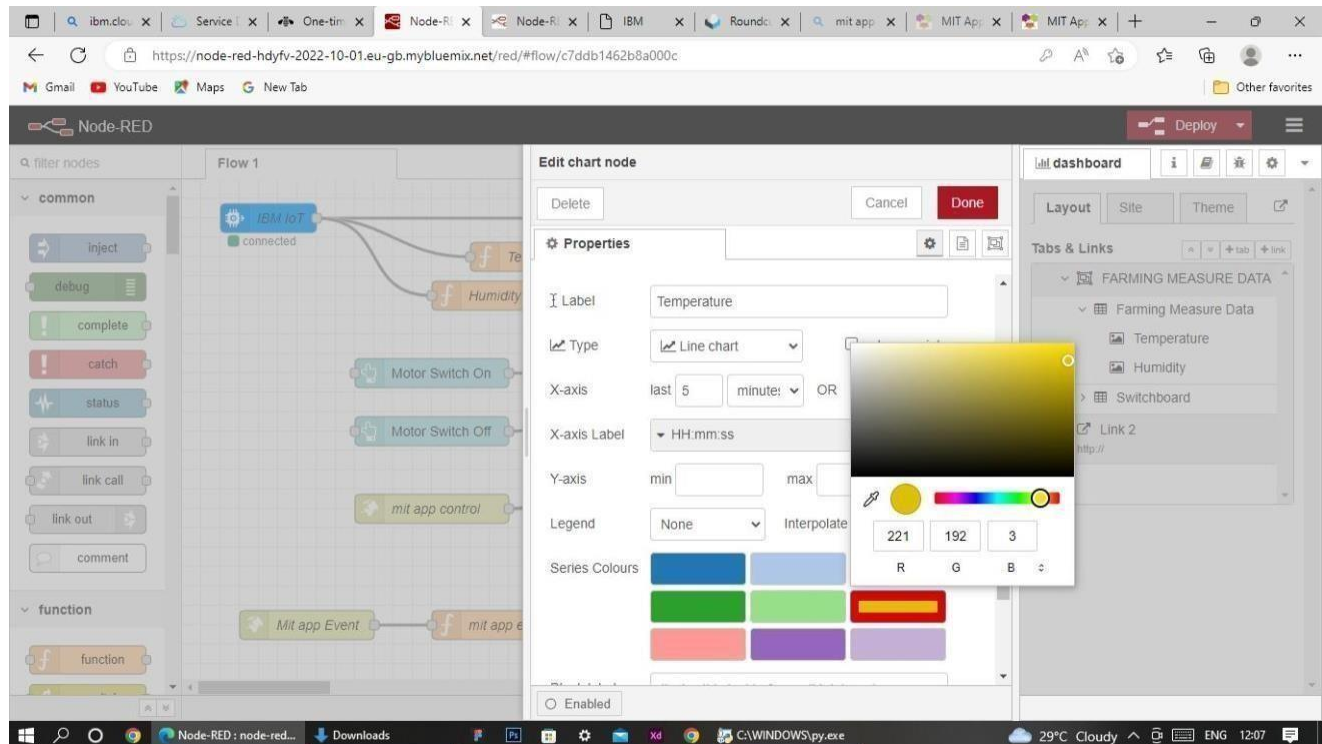 ibm.clou
Service I
One-tim
Node-R
Node-R
IBM
Roundc
mit app
MIT App
MIT App
https://node-red-hdyfv-2022-10-01.eu-gb.mybluemix.net/red/#flow/c7ddb1462b8a000c
Gmail YouTube Maps New Tab Other favorites
Node-RED Deploy
filter nodes
Flow 1
Edit chart node
dashboard
common
Delete Cancel Done
Layout Site Theme
IBM IoT
connected
inject
Properties
Tabs & Links tab link
Te
FARMING MEASURE DATA
debug
Humidity
Label Temperature
Farming Measure Data
complete
Type Line chart
Temperature
catch
Motor Switch On
X-axis last 5 minutes OR
Humidity
status
Switchboard
link in
Motor Switch Off
X-axis Label HH:mm:ss
Link 2
http://
link call
Y-axis min max
link out
mit app control
Legend None Interpolate
221 192 3
comment
Series Colours
R G B
function
Mit app Event
mit app e
function
Enabled
Node-RED : node-red...
Downloads
Ps
Xd
C:\WINDOWS\py.exe
29°C Cloudy
ENG
12:07